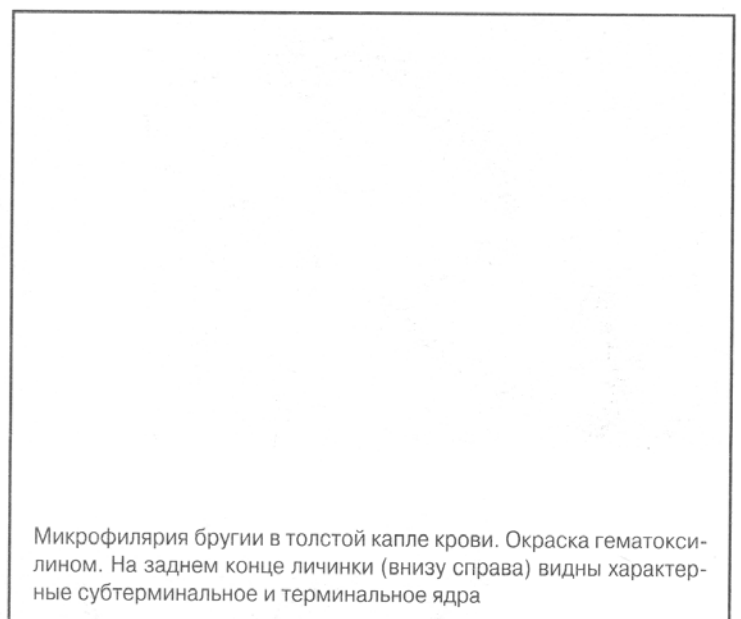 Микрофилярия бругии в толстой капле крови. Окраска гематокси-
лином. На заднем конце личинки (внизу справа) видны характер-
ные субтерминальное и терминальное ядра